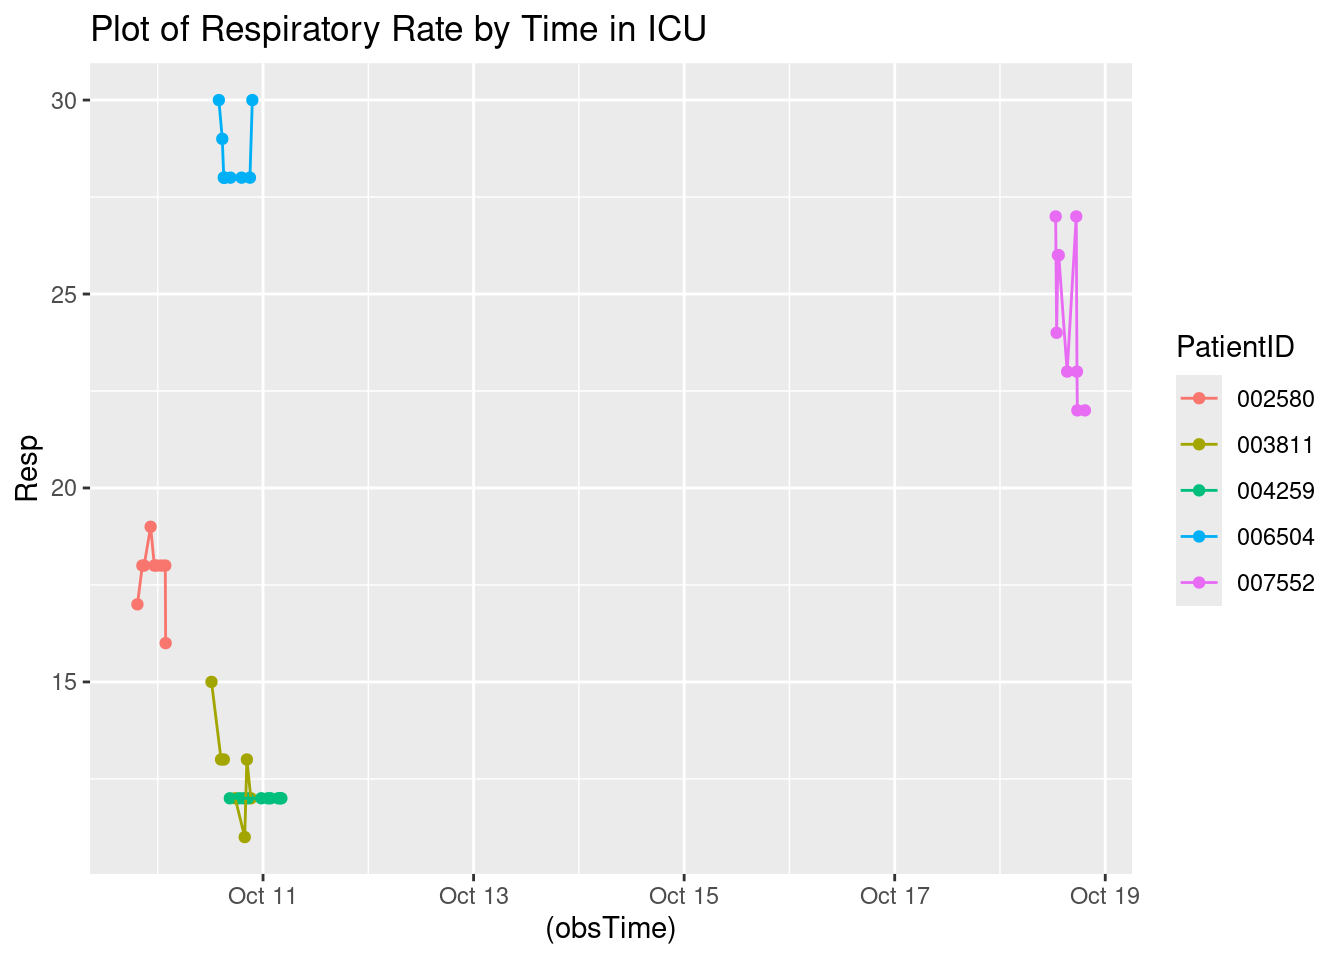 Plot of Respiratory Rate by Time in ICU
30
25
20
15
Resp
Oct 11
Oct 13
Oct 15
Oct 17
Oct 19
(obsTime)
PatientID
002580
003811
004259
006504
007552